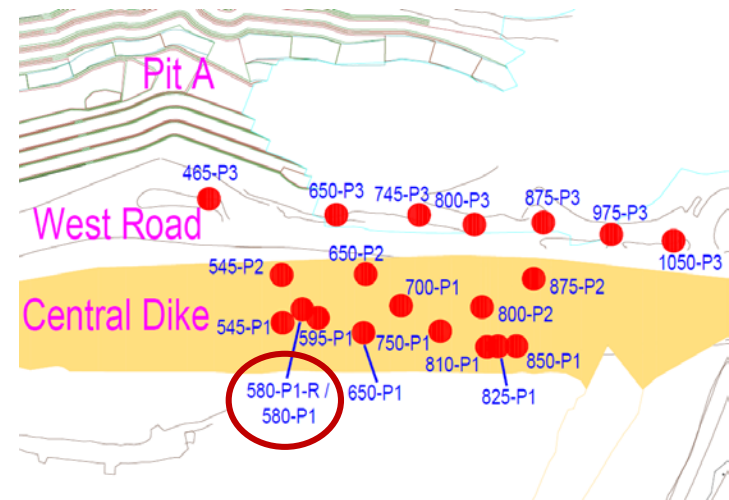 Pit A
465-P3
650-P3
745-P3
800-P3
875-P3
975-P3
1050-P3
West Road
545-P2
650-P2
700-P1
800-P2
875-P2
Central Dike
545-P1
595-P1
750-P1
810-P1
850-P1
580-P1-R /
580-P1
650-P1
825-P1